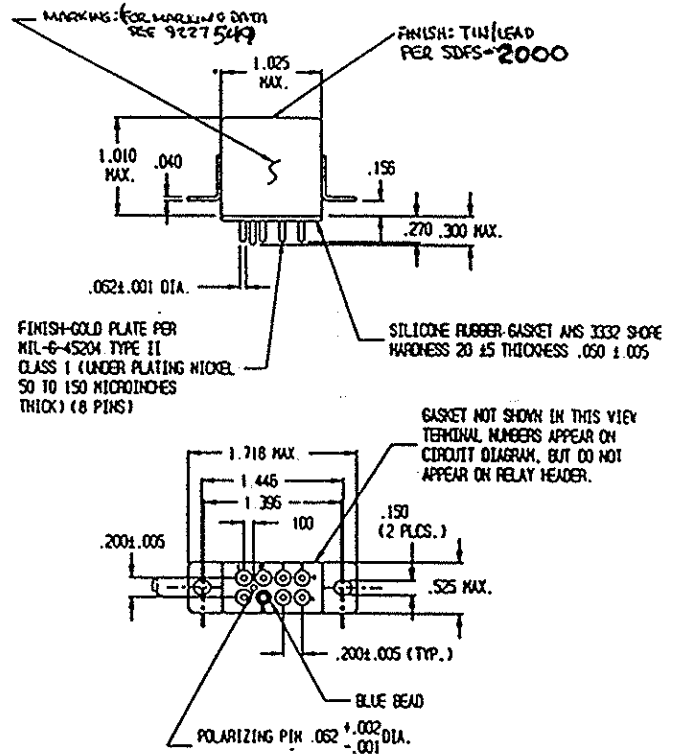 MARKING: FOR MARKING DATA
SEE 9227549
FINISH: TIN/LEAD
PER SDFS-2000
1.025
MAX.
1.010
MAX.
.040
.156
.270 .300 MAX.
.062±.001 DIA.
FINISH-GOLD PLATE PER
MIL-G-45204 TYPE II
CLASS 1 (UNDER PLATING NICKEL
50 TO 150 MICROINCHES
THICK) (8 PINS)
SILICONE RUBBER GASKET AMS 3332 SHORE
HARDNESS 20 ±5 THICKNESS .050 ± .005
GASKET NOT SHOWN IN THIS VIEW
TERMINAL NUMBERS APPEAR ON
CIRCUIT DIAGRAM, BUT DO NOT
APPEAR ON RELAY HEADER.
1.718 MAX.
1.446
1.396
100
.150
(2 PLCS.)
.200±.005
.525 MAX.
.200±.005 (TYP.)
BLUE BEAD
POLARIZING PIN .062 +.002 -.001 DIA.